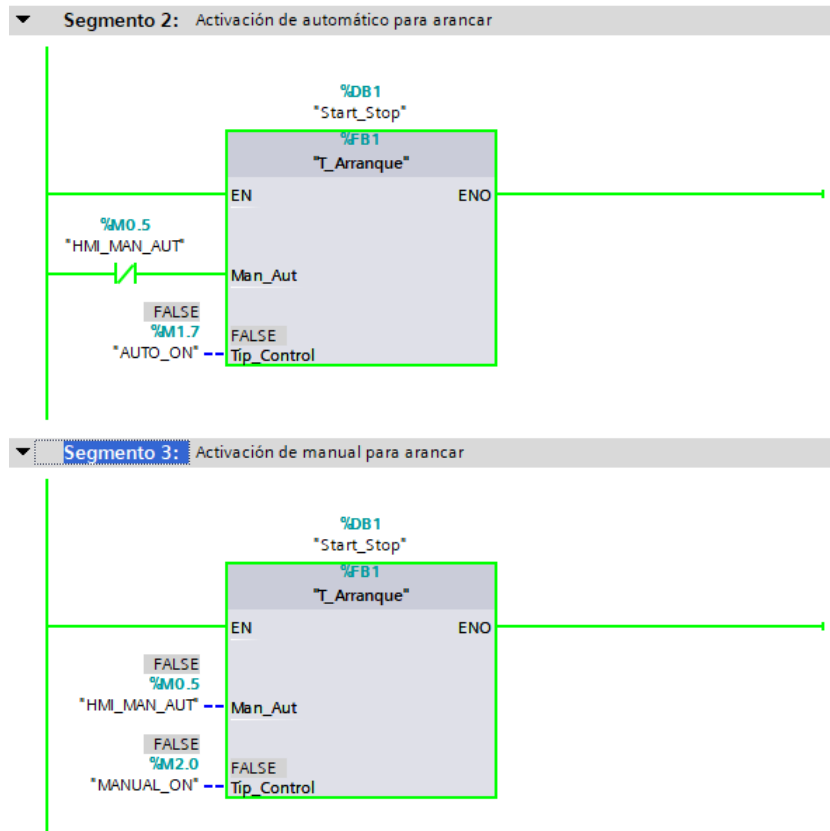 Segmento 2: Activación de automático para arancar
%DB1
"Start_Stop"
%FB1
"T_Arranque"
EN ENO
%M0.5
"HMI_MAN_AUT"
Man_Aut
FALSE
%M1.7
"AUTO_ON"
FALSE
Tip_Control
Segmento 3: Activación de manual para arancar
%DB1
"Start_Stop"
%FB1
"T_Arranque"
EN ENO
FALSE
%M0.5
"HMI_MAN_AUT"
Man_Aut
FALSE
%M2.0
"MANUAL_ON"
FALSE
Tip_Control